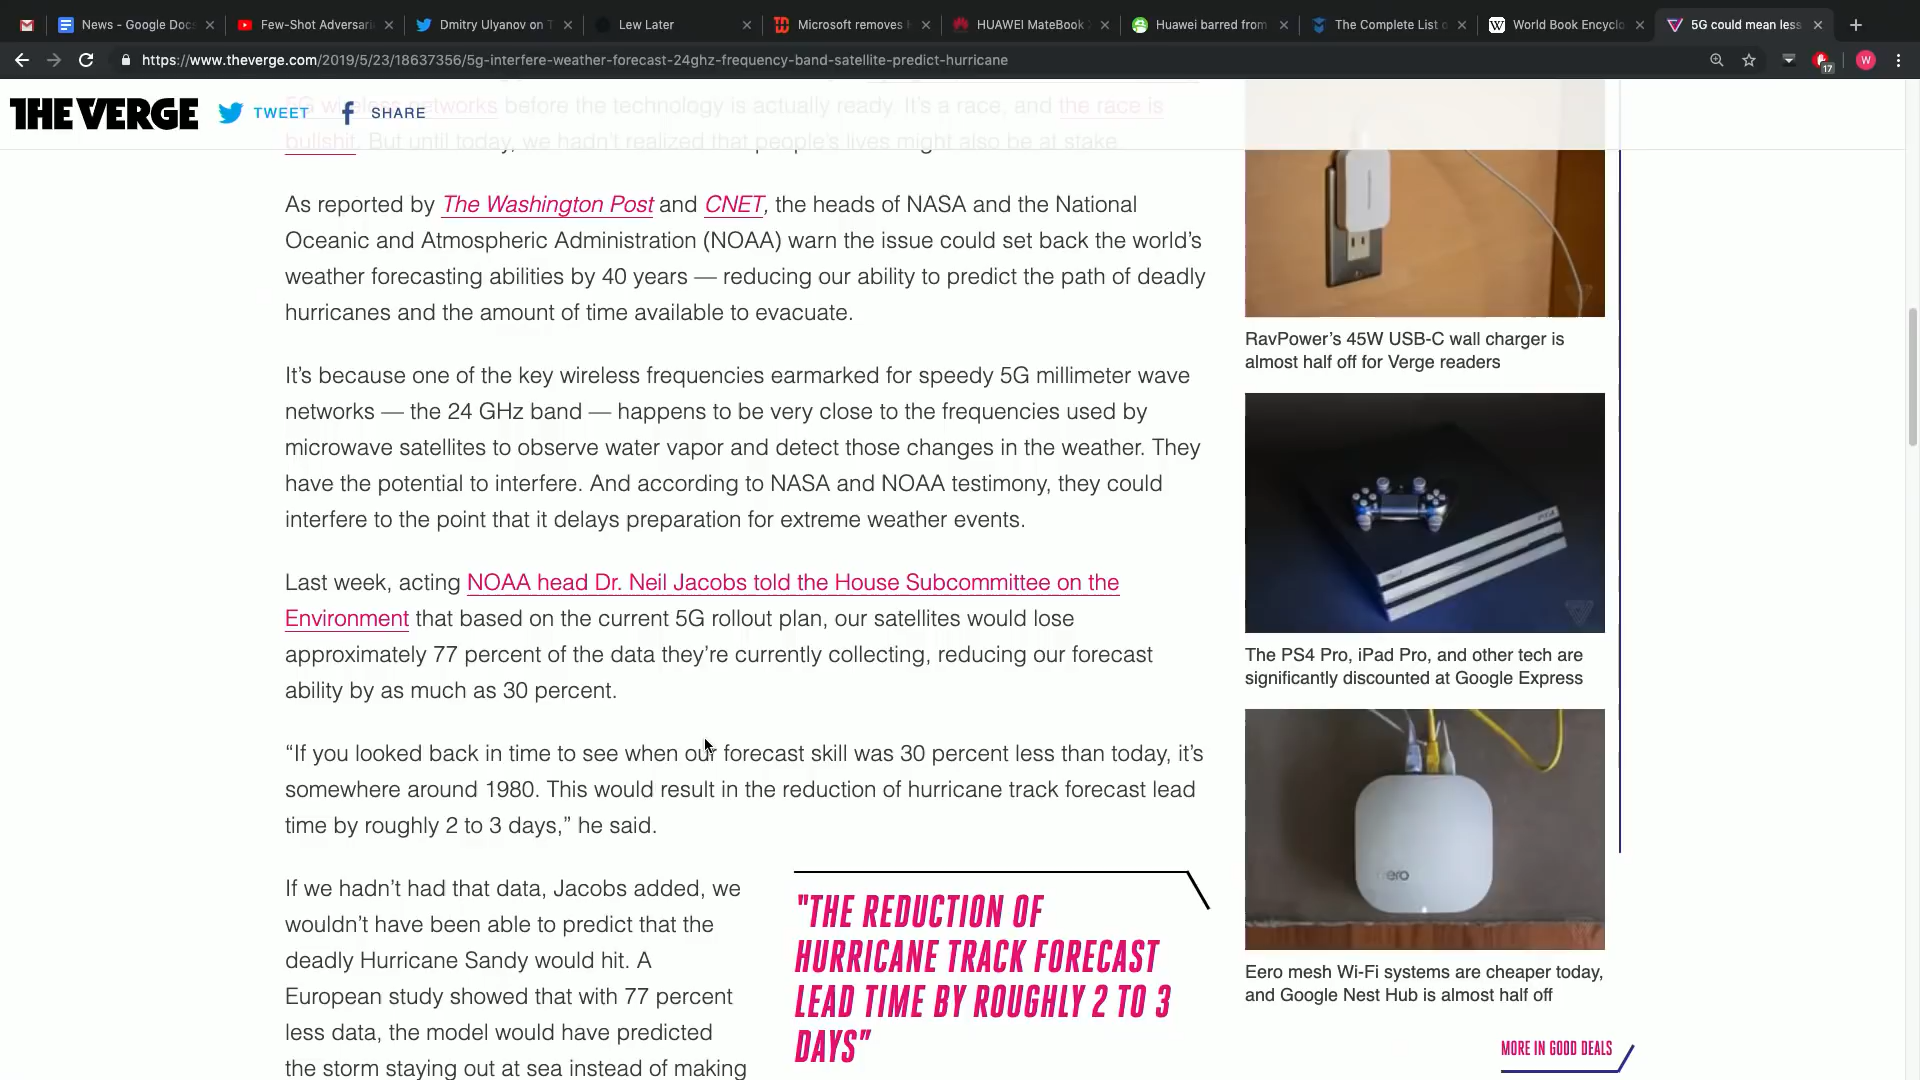 News - Google Doc
Few-Shot Adversari
Dmitry Ulyanov on T
Lew Later
Microsoft removes
HUAWEI MateBook
Huawei barred from
The Complete List o
World Book Encyclo
5G could mean less
https://www.theverge.com/2019/5/23/18637356/5g-interfere-weather-forecast-24ghz-frequency-band-satellite-predict-hurricane
17
W
THE VERGE
TWEET
SHARE
5G wireless networks before the technology is actually ready. It's a race, and the race is
bullshit. But until today, we hadn't realized that people's lives might also be at stake.
As reported by The Washington Post and CNET, the heads of NASA and the National
Oceanic and Atmospheric Administration (NOAA) warn the issue could set back the world's
weather forecasting abilities by 40 years — reducing our ability to predict the path of deadly
hurricanes and the amount of time available to evacuate.
It's because one of the key wireless frequencies earmarked for speedy 5G millimeter wave
networks — the 24 GHz band — happens to be very close to the frequencies used by
microwave satellites to observe water vapor and detect those changes in the weather. They
have the potential to interfere. And according to NASA and NOAA testimony, they could
interfere to the point that it delays preparation for extreme weather events.
Last week, acting NOAA head Dr. Neil Jacobs told the House Subcommittee on the
Environment that based on the current 5G rollout plan, our satellites would lose
approximately 77 percent of the data they're currently collecting, reducing our forecast
ability by as much as 30 percent.
“If you looked back in time to see when our forecast skill was 30 percent less than today, it's
somewhere around 1980. This would result in the reduction of hurricane track forecast lead
time by roughly 2 to 3 days,” he said.
If we hadn't had that data, Jacobs added, we
wouldn't have been able to predict that the
deadly Hurricane Sandy would hit. A
European study showed that with 77 percent
less data, the model would have predicted
the storm staying out at sea instead of making
"THE REDUCTION OF
HURRICANE TRACK FORECAST
LEAD TIME BY ROUGHLY 2 TO 3
DAYS"
RavPower's 45W USB-C wall charger is
almost half off for Verge readers
The PS4 Pro, iPad Pro, and other tech are
significantly discounted at Google Express
eero
Eero mesh Wi-Fi systems are cheaper today,
and Google Nest Hub is almost half off
MORE IN GOOD DEALS